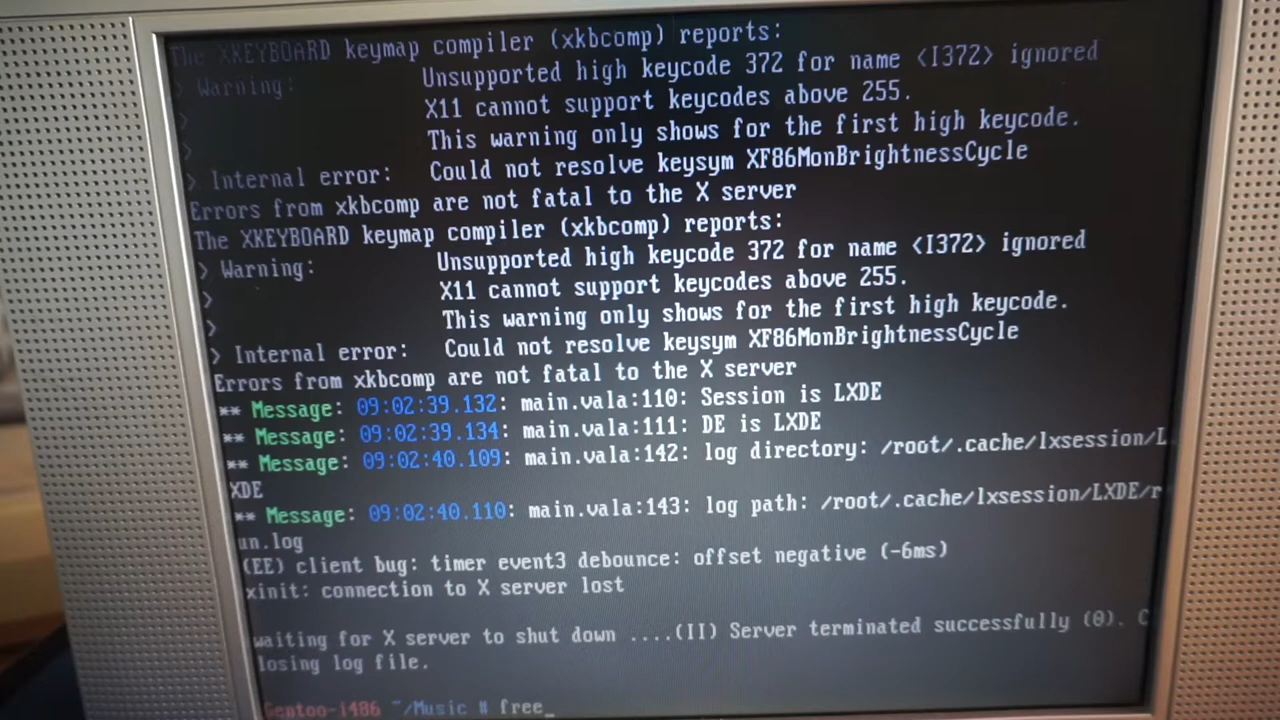 The XKEYBOARD keymap compiler (xkbcomp) reports:
> Warning: Unsupported high keycode 372 for name <I372> ignored
> X11 cannot support keycodes above 255.
> This warning only shows for the first high keycode.
> Internal error: Could not resolve keysym XF86MonBrightnessCycle
Errors from xkbcomp are not fatal to the X server
The XKEYBOARD keymap compiler (xkbcomp) reports:
> Warning: Unsupported high keycode 372 for name <I372> ignored
> X11 cannot support keycodes above 255.
> This warning only shows for the first high keycode.
> Internal error: Could not resolve keysym XF86MonBrightnessCycle
Errors from xkbcomp are not fatal to the X server
** Message: 09:02:39.132: main.vala:110: Session is LXDE
** Message: 09:02:39.134: main.vala:111: DE is LXDE
** Message: 09:02:40.109: main.vala:142: log directory: /root/.cache/lxsession/L
XDE
** Message: 09:02:40.110: main.vala:143: log path: /root/.cache/lxsession/LXDE/r
un.log
(EE) client bug: timer event3 debounce: offset negative (-6ms)
xinit: connection to X server lost
waiting for X server to shut down ....(II) Server terminated successfully (0). C
losing log file.
Gentoo-i486 ~/Music # free_